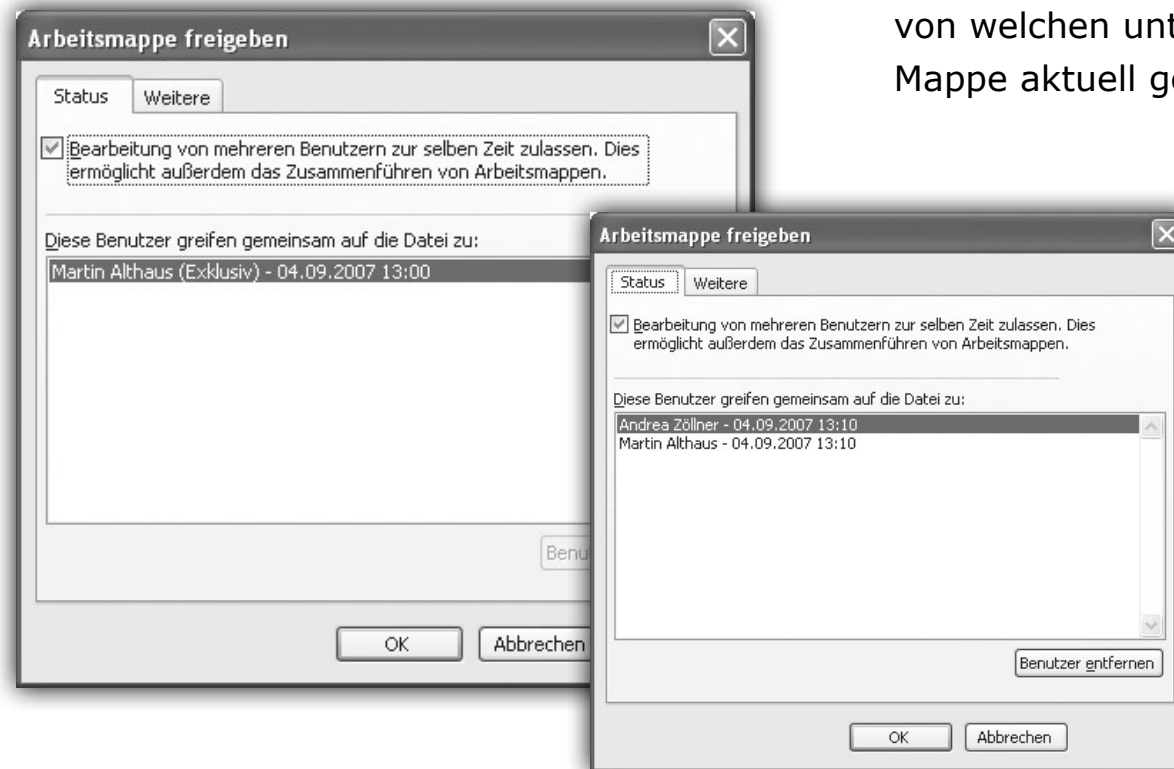 von welchen
Mappe aktuell
Arbeitsmappe freigeben
Status Weitere
Bearbeitung von mehreren Benutzern zur selben Zeit zulassen. Dies
ermöglicht außerdem das Zusammenführen von Arbeitsmappen.
Diese Benutzer greifen gemeinsam auf die Datei zu:
Martin Althaus (Exklusiv) - 04.09.2007 13:00
OK Abbrechen
Arbeitsmappe freigeben
Status Weitere
Bearbeitung von mehreren Benutzern zur selben Zeit zulassen. Dies
ermöglicht außerdem das Zusammenführen von Arbeitsmappen.
Diese Benutzer greifen gemeinsam auf die Datei zu:
Andrea Zöllner - 04.09.2007 13:10
Martin Althaus - 04.09.2007 13:10
Benutzer entfernen
OK Abbrechen